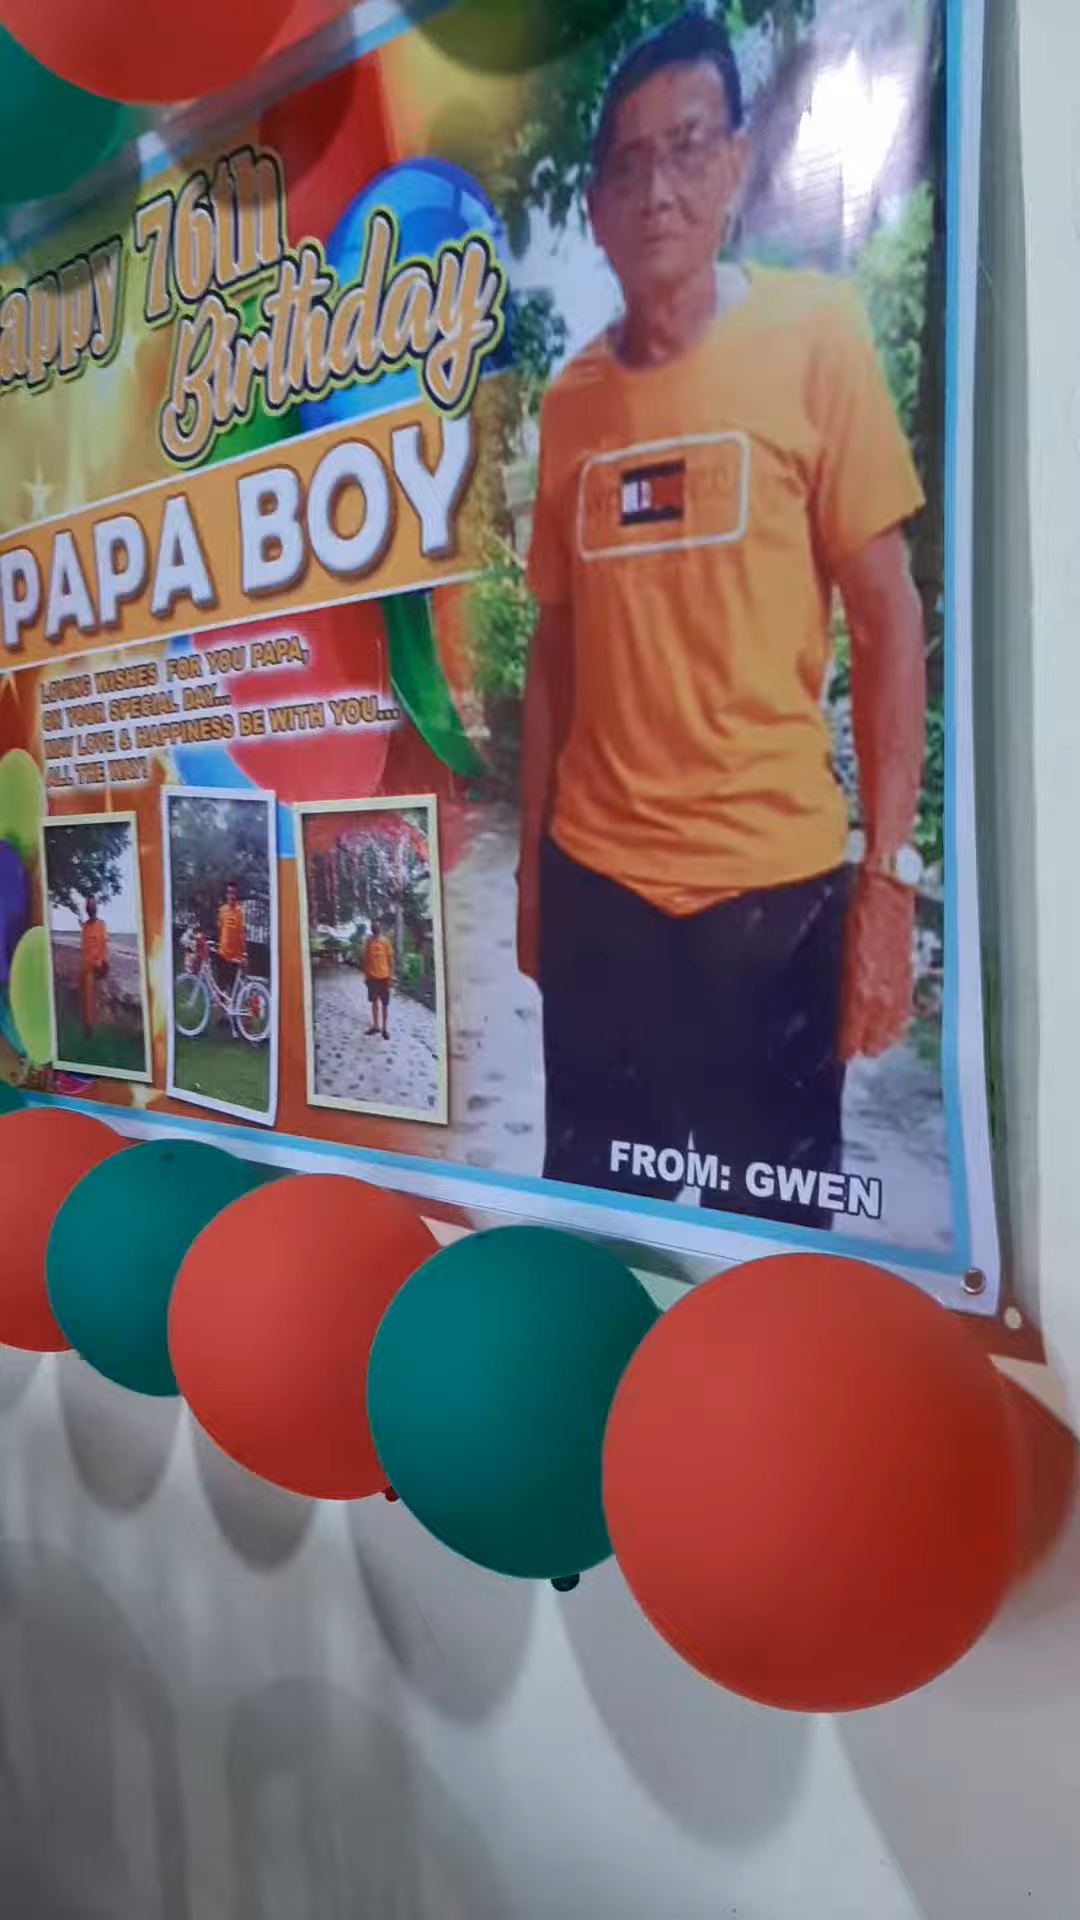 appy 76th
Birthday
PAPA BOY
LOVING WISHES FOR YOU PAPA,
ON YOUR SPECIAL DAY...
MAY LOVE & HAPPINESS BE WITH YOU...
ALL THE WAY!
FROM: GWEN